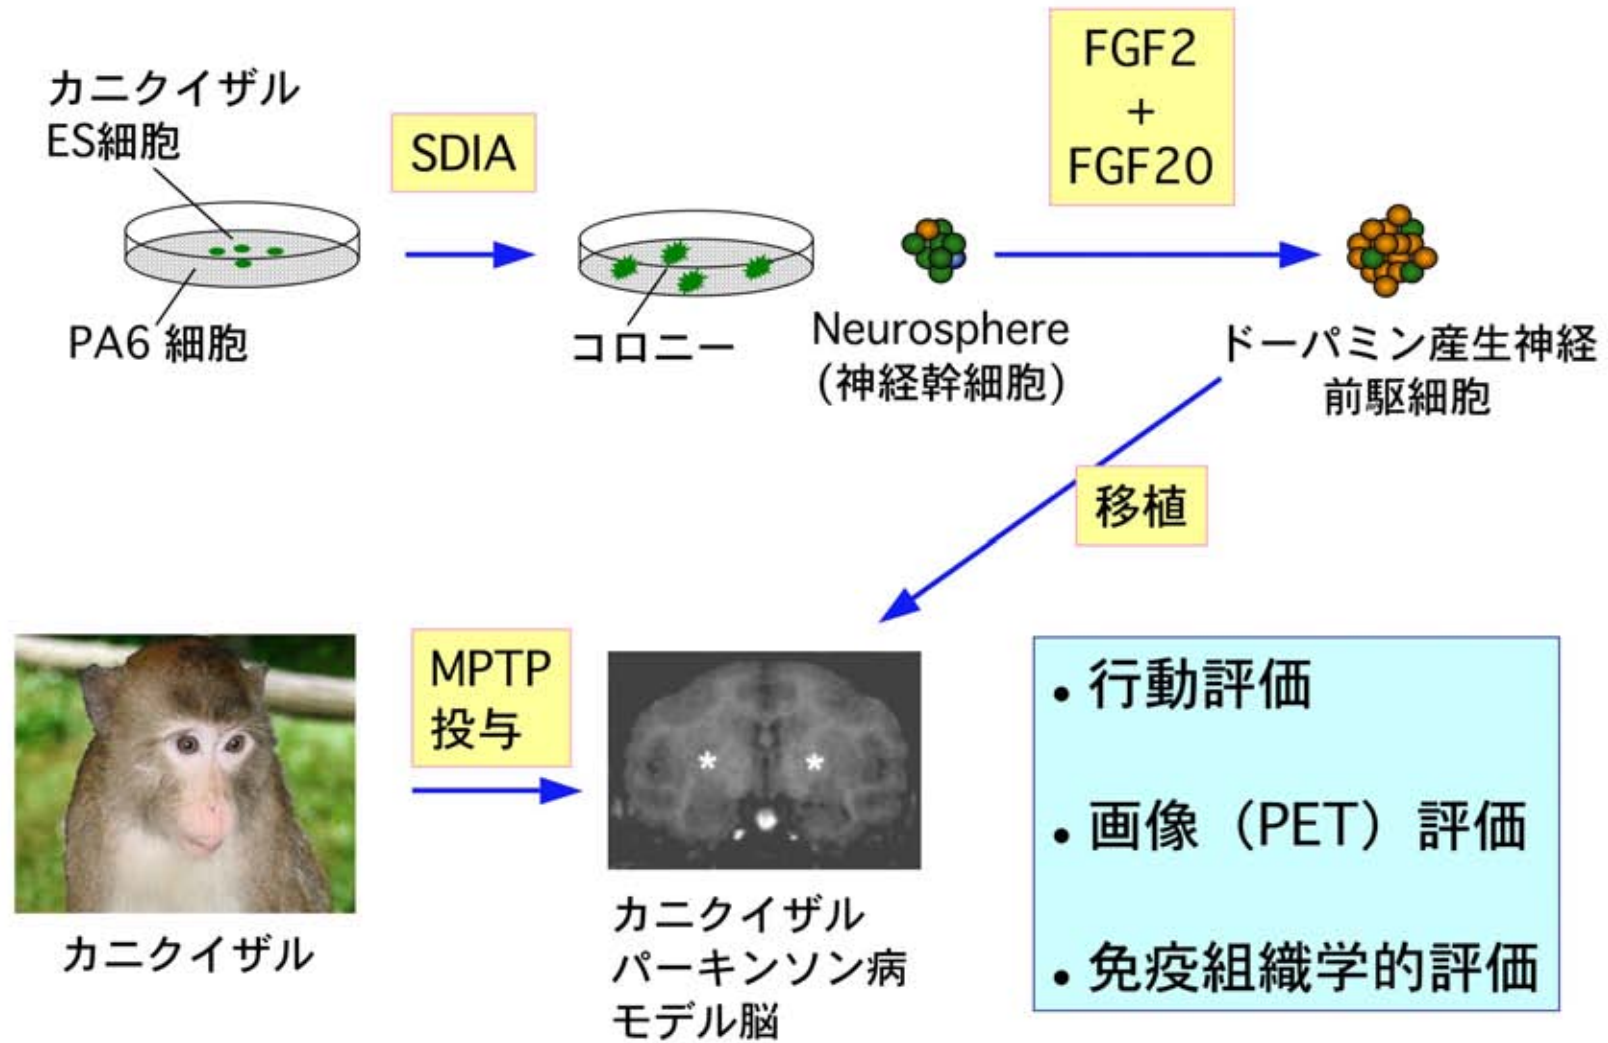 カニクイザル
ES細胞
SDIA
FGF2
+
FGF20
PA6 細胞
コロニー
Neurosphere
(神経幹細胞)
ドーパミン産生神経
前駆細胞
移植
MPTP
投与
カニクイザル
カニクイザル
パーキンソン病
モデル脳
* *
• 行動評価
• 画像（PET）評価
• 免疫組織学的評価